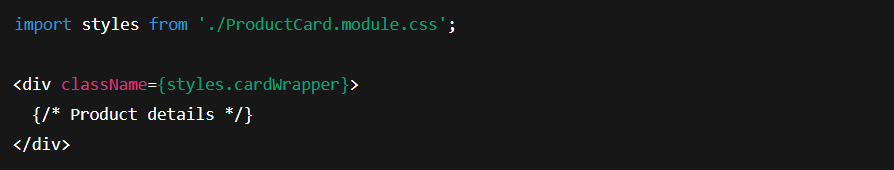 import styles from './ProductCard.module.css';
<div className={styles.cardWrapper}>
  {/* Product details */}
</div>